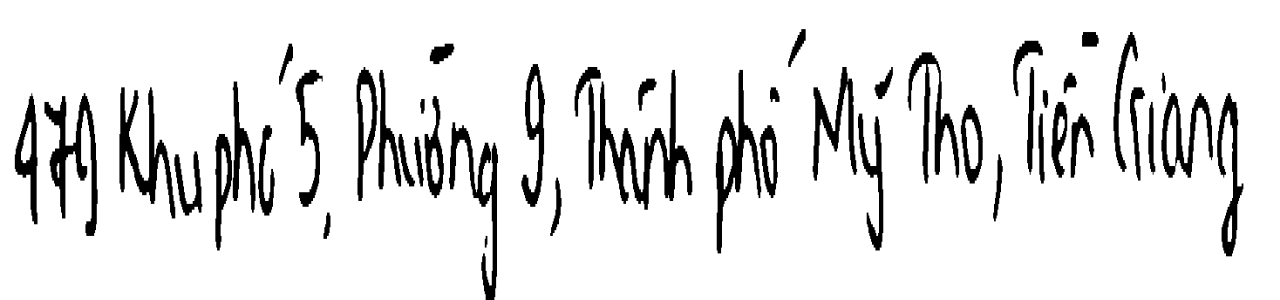 479 Khu phố 5, Phường 9, Thành phố Mỹ Tho, Tiền Giang